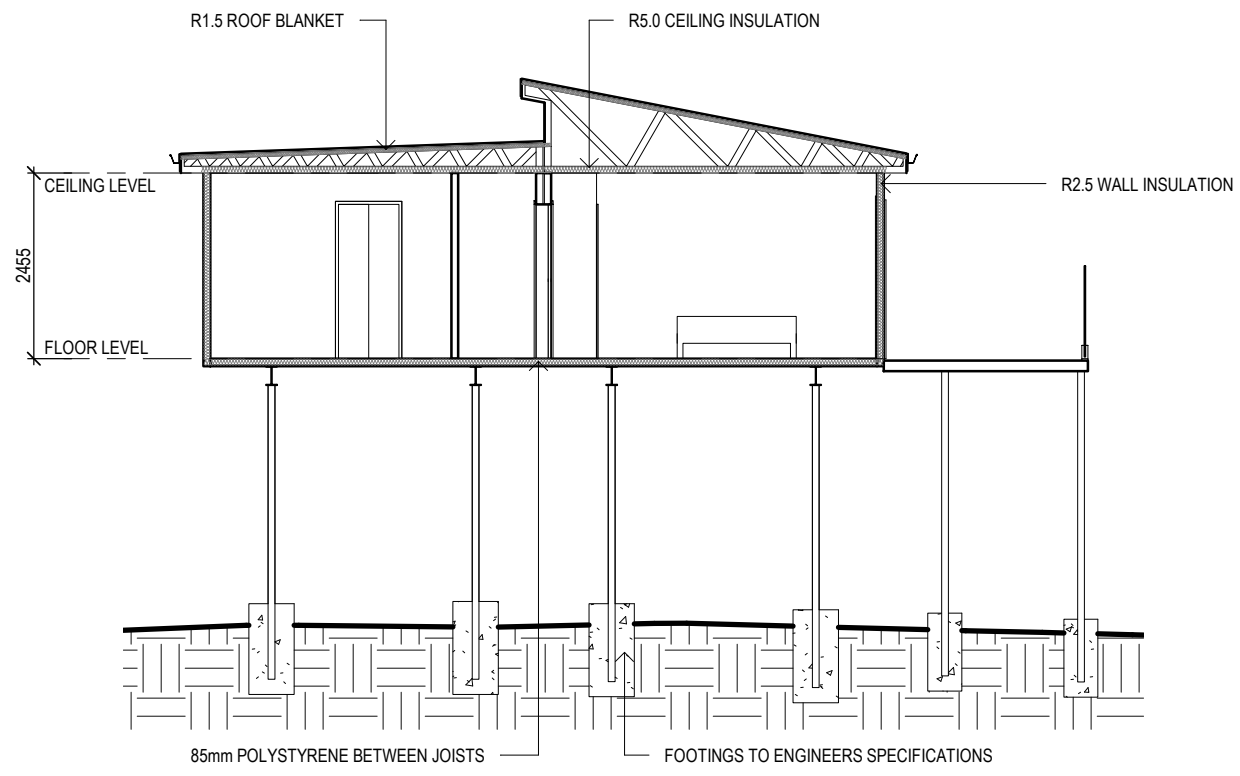 R1.5 ROOF BLANKET
R5.0 CEILING INSULATION
CEILING LEVEL
R2.5 WALL INSULATION
2455
FLOOR LEVEL
85mm POLYSTYRENE BETWEEN JOISTS
FOOTINGS TO ENGINEERS SPECIFICATIONS